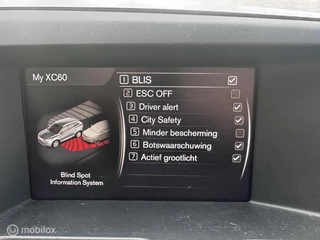 My XC60
1 BLIS
2 ESC OFF
3 Driver alert
4 City Safety
5 Minder bescherming
6 Botswaarschuwing
7 Actief grootlicht
Blind Spot
Information System
mobilox